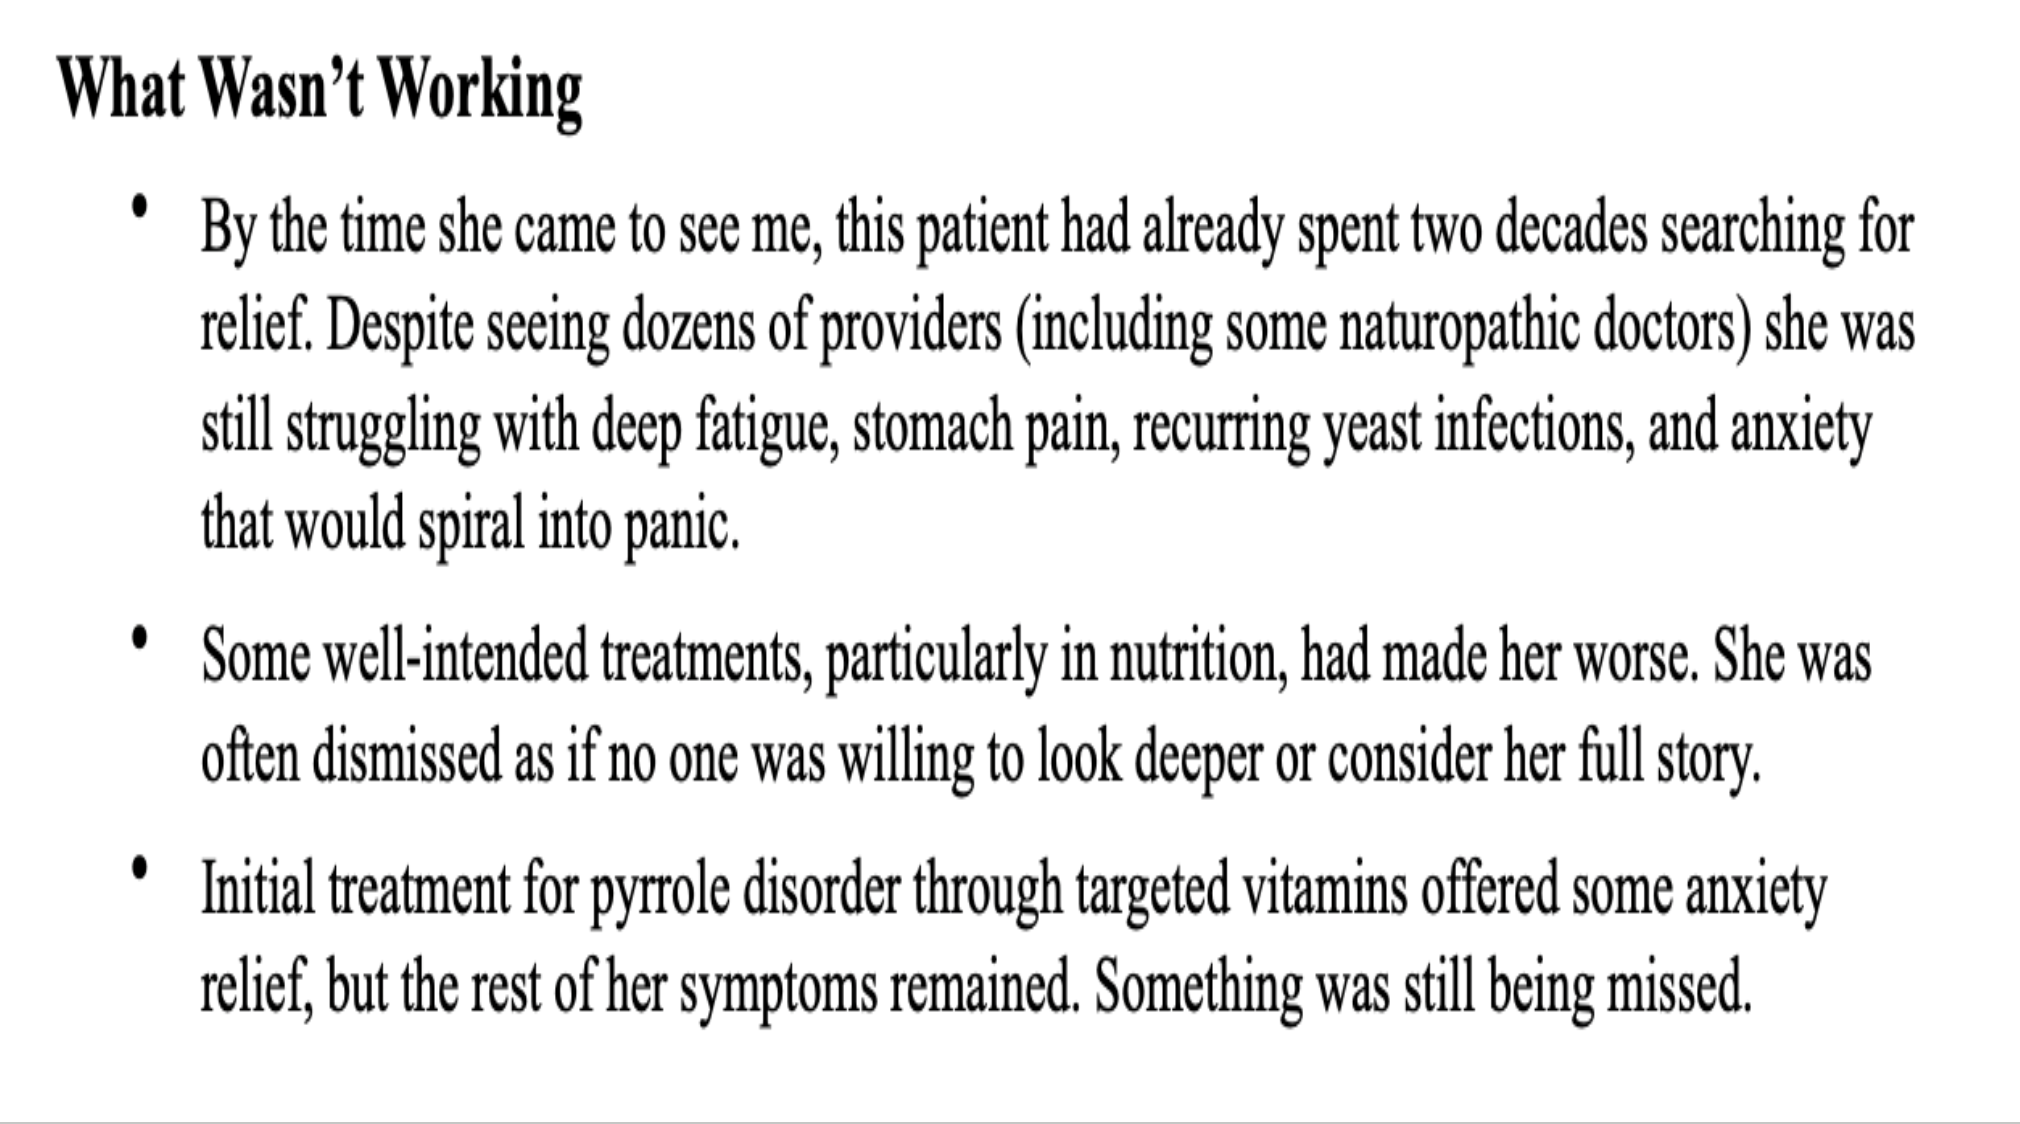 What Wasn’t Working
• By the time she came to see me, this patient had already spent two decades searching for
relief. Despite seeing dozens of providers (including some naturopathic doctors) she was
still struggling with deep fatigue, stomach pain, recurring yeast infections, and anxiety
that would spiral into panic.
• Some well-intended treatments, particularly in nutrition, had made her worse. She was
often dismissed as if no one was willing to look deeper or consider her full story.
• Initial treatment for pyrrole disorder through targeted vitamins offered some anxiety
relief, but the rest of her symptoms remained. Something was still being missed.